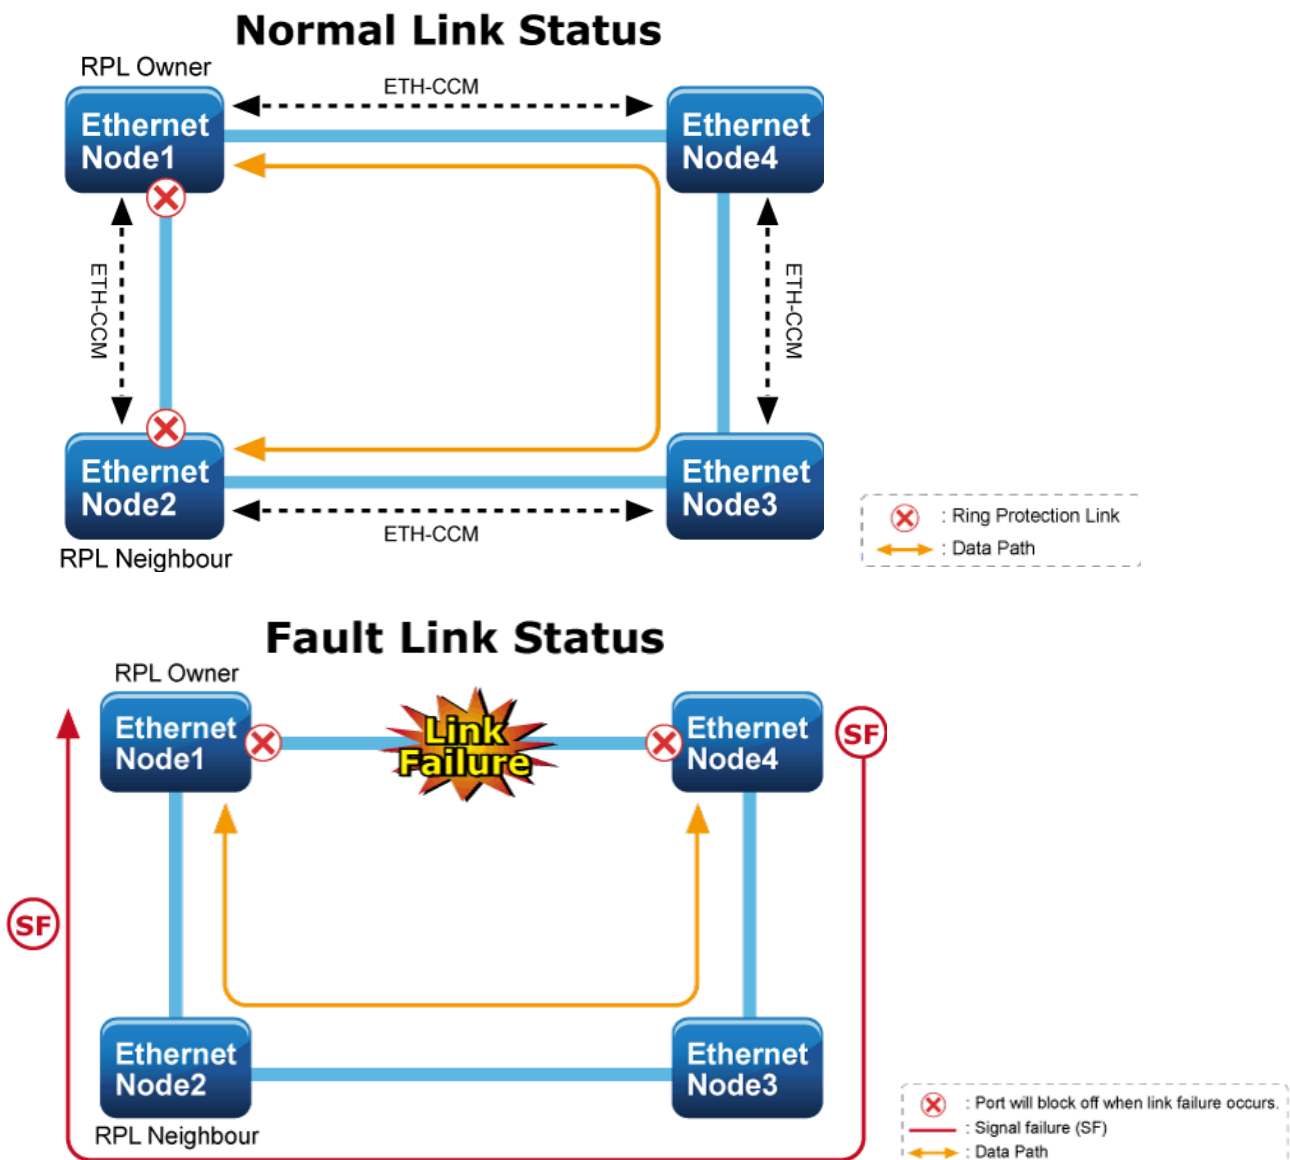 Normal Link Status
RPL Owner
ETH-CCM
Ethernet
Node1
Ethernet
Node4
ETH-CCM
ETH-CCM
Ethernet
Node2
Ethernet
Node3
ETH-CCM
RPL Neighbour
: Ring Protection Link
: Data Path
Fault Link Status
RPL Owner
Ethernet
Node1
Link
Failure
Ethernet
Node4
SF
SF
Ethernet
Node2
Ethernet
Node3
RPL Neighbour
: Port will block off when link failure occurs.
: Signal failure (SF)
: Data Path